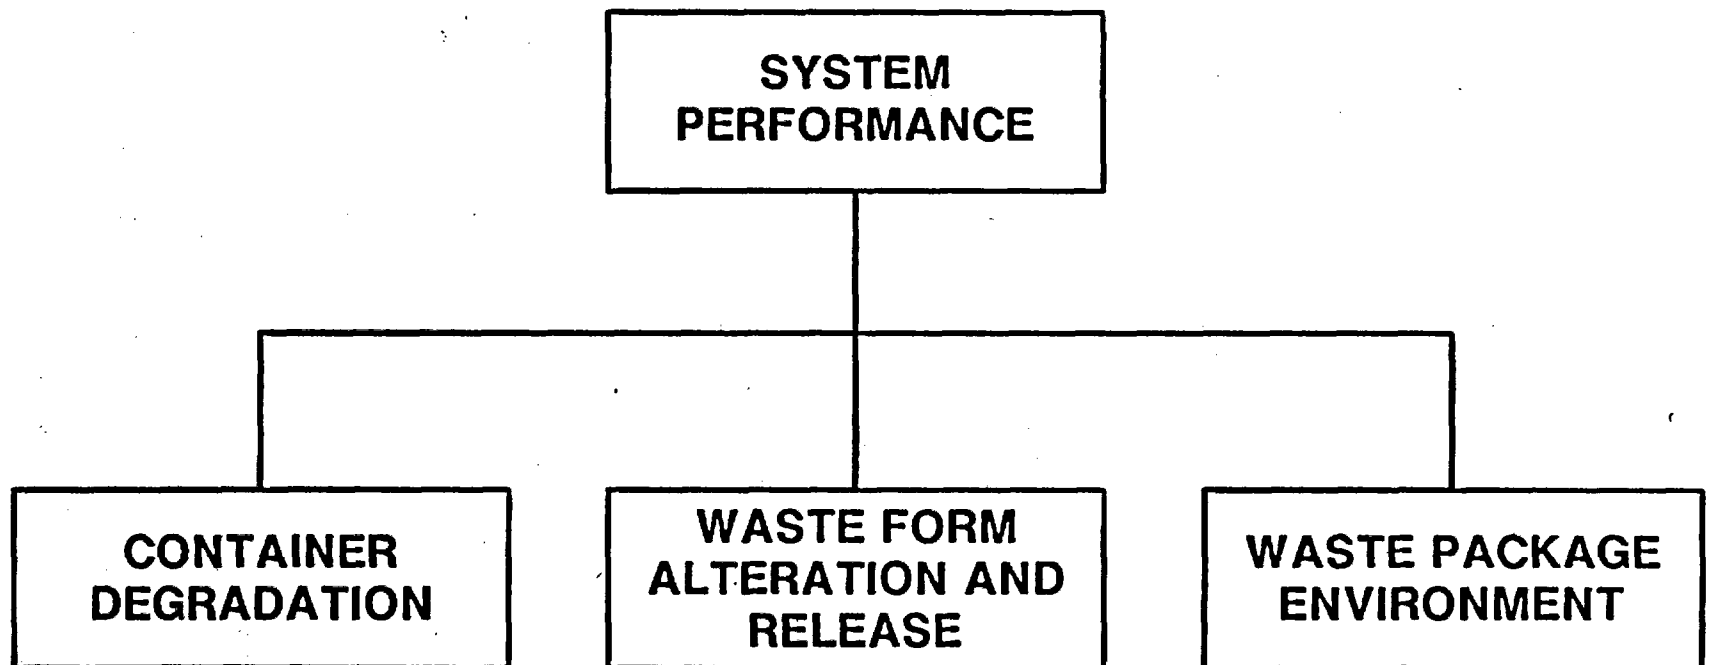 SYSTEM
PERFORMANCE
CONTAINER
DEGRADATION
WASTE FORM
ALTERATION AND
RELEASE
WASTE PACKAGE
ENVIRONMENT